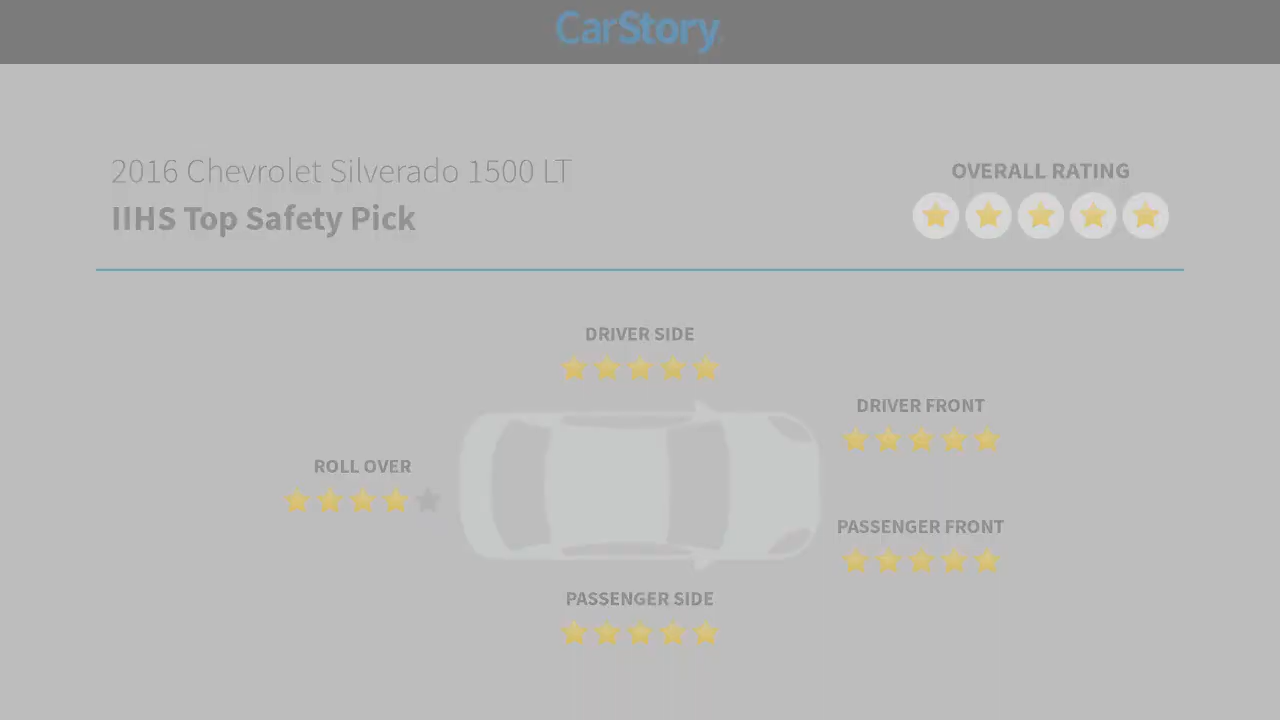 CarStory
2016 Chevrolet Silverado 1500 LT
IIHS Top Safety Pick
OVERALL RATING
DRIVER SIDE
DRIVER FRONT
ROLL OVER
PASSENGER FRONT
PASSENGER SIDE